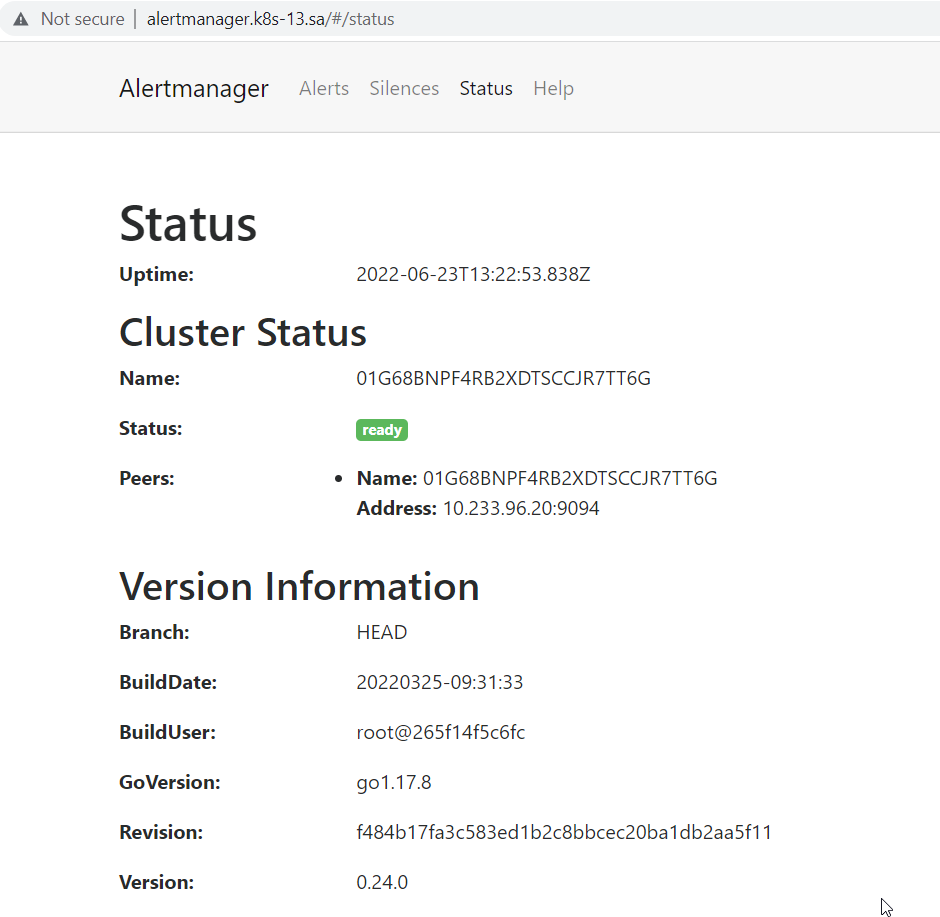 Not secure | alertmanager.k8s-13.sa/#/status
Alertmanager Alerts Silences Status Help
Status
Uptime: 2022-06-23T13:22:53.838Z
Cluster Status
Name: 01G68BNPF4RB2XDTSCCJR7TT6G
Status: ready
Peers: • Name: 01G68BNPF4RB2XDTSCCJR7TT6G
Address: 10.233.96.20:9094
Version Information
Branch: HEAD
BuildDate: 20220325-09:31:33
BuildUser: root@265f14f5c6fc
GoVersion: go1.17.8
Revision: f484b17fa3c583ed1b2c8bbcec20ba1db2aa5f11
Version: 0.24.0